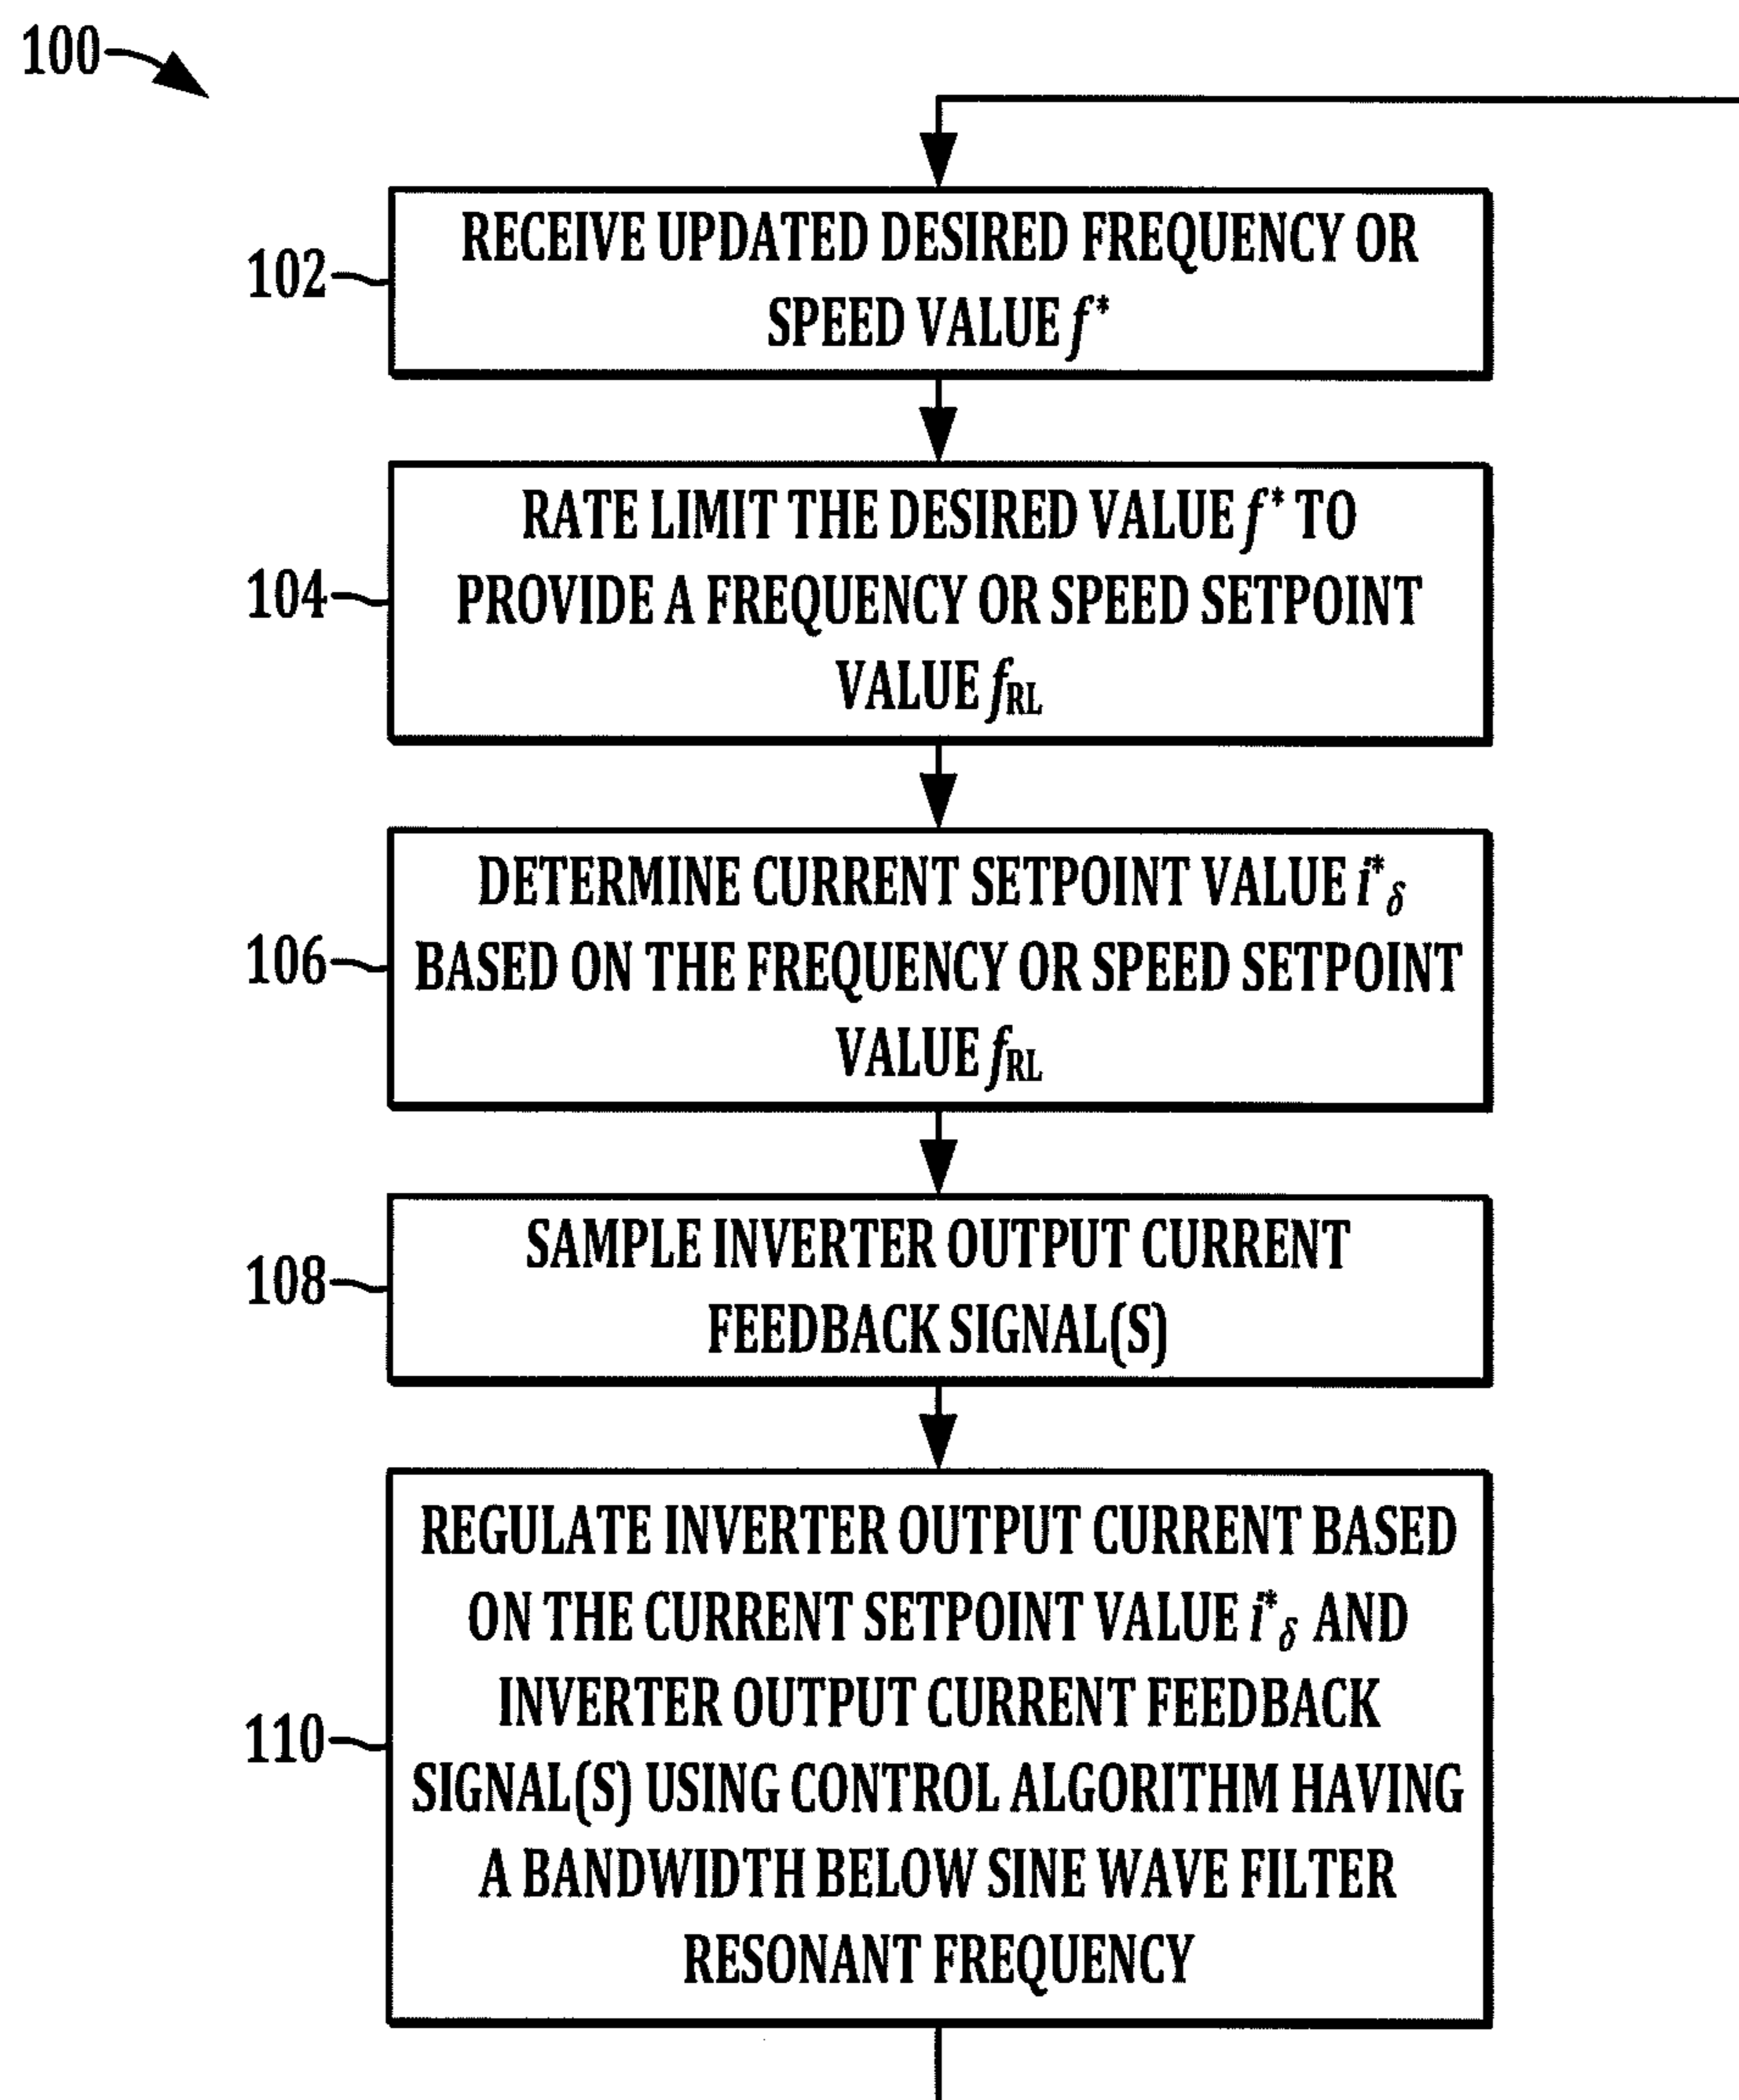 100
102
RECEIVE UPDATED DESIRED FREQUENCY OR
SPEED VALUE f*
104
RATE LIMIT THE DESIRED VALUE f* TO
PROVIDE A FREQUENCY OR SPEED SETPOINT
VALUE fRL
106
DETERMINE CURRENT SETPOINT VALUE i*δ
BASED ON THE FREQUENCY OR SPEED SETPOINT
VALUE fRL
108
SAMPLE INVERTER OUTPUT CURRENT
FEEDBACK SIGNAL(S)
110
REGULATE INVERTER OUTPUT CURRENT BASED
ON THE CURRENT SETPOINT VALUE i*δ AND
INVERTER OUTPUT CURRENT FEEDBACK
SIGNAL(S) USING CONTROL ALGORITHM HAVING
A BANDWIDTH BELOW SINE WAVE FILTER
RESONANT FREQUENCY